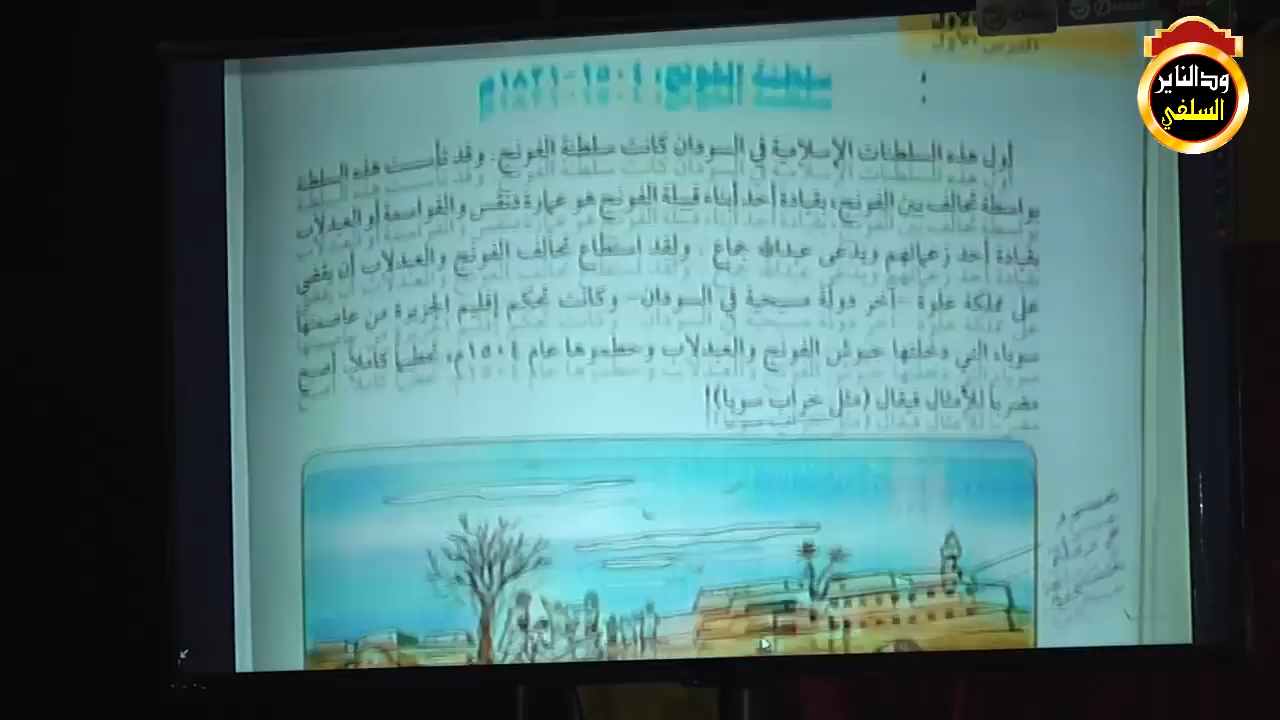 الدرس الأول
ود الناير
السلفي
سلطنة الفونج: ١٥٠٤-١٨٢١م
أول هذه السلطنات الإسلامية في السودان كانت سلطنة الفونج. وقد تأست هذه السلطنة
بواسطة تحالف بين الفونج، بقيادة أحد أبناء قبيلة الفونج هو عمارة دنقس والقواسمة أو العبدلاب
بقيادة أحد زعمائهم ويدعى عبدالله جماع. ولقد استطاع تحالف الفونج والعبدلاب أن يقضي
على مملكة علوة -آخر دولة مسيحية في السودان- وكانت تحكم إقليم الجزيرة من عاصمتها
سوبا، التي دخلتها جيوش الفونج والعبدلاب وحطموها عام ١٥٠٤م، تحطيماً كاملاً. أصبح
مضرباً للأمثال فيقال (مثل خراب سوبا)!